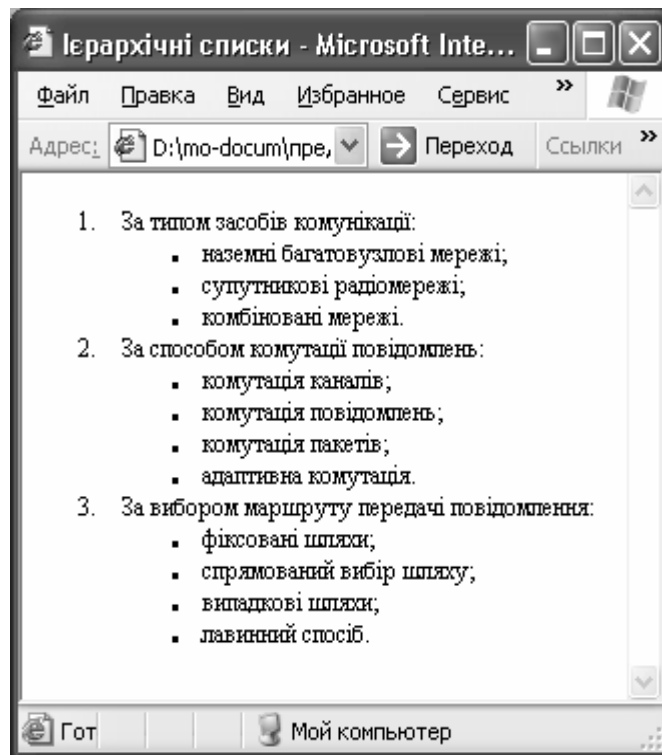 Ієрархічні списки - Microsoft Inte...
Файл Правка Вид Избранное Сервис »
Адрес: D:\mo-docum\пре, Переход Ссылки »
1. За типом засобів комунікації:
▪ наземні багатовузлові мережі;
▪ супутникові радіомережі;
▪ комбіновані мережі.
2. За способом комутації повідомлень:
▪ комутація каналів;
▪ комутація повідомлень;
▪ комутація пакетів;
▪ адаптивна комутація.
3. За вибором маршруту передачі повідомлення:
▪ фіксовані шляхи;
▪ спрямований вибір шляху;
▪ випадкові шляхи;
▪ лавинний спосіб.
Гот Мой компьютер